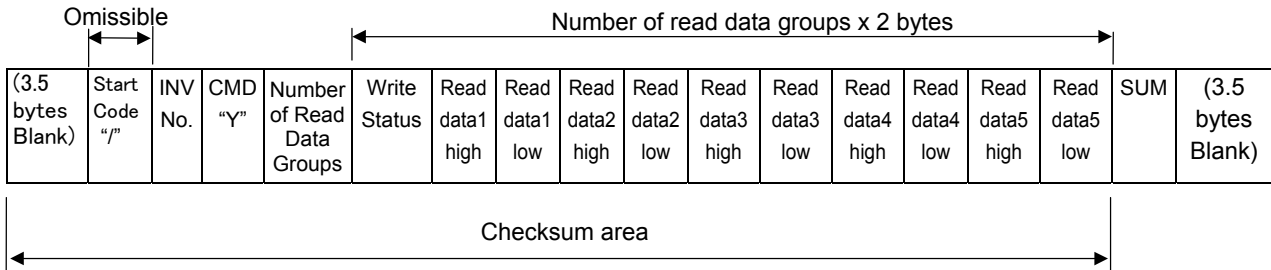 Omissible
Number of read data groups x 2 bytes
(3.5 bytes Blank)
Start Code “/”
INV No.
CMD “Y”
Number of Read Data Groups
Write Status
Read data1 high
Read data1 low
Read data2 high
Read data2 low
Read data3 high
Read data3 low
Read data4 high
Read data4 low
Read data5 high
Read data5 low
SUM
(3.5 bytes Blank)
Checksum area